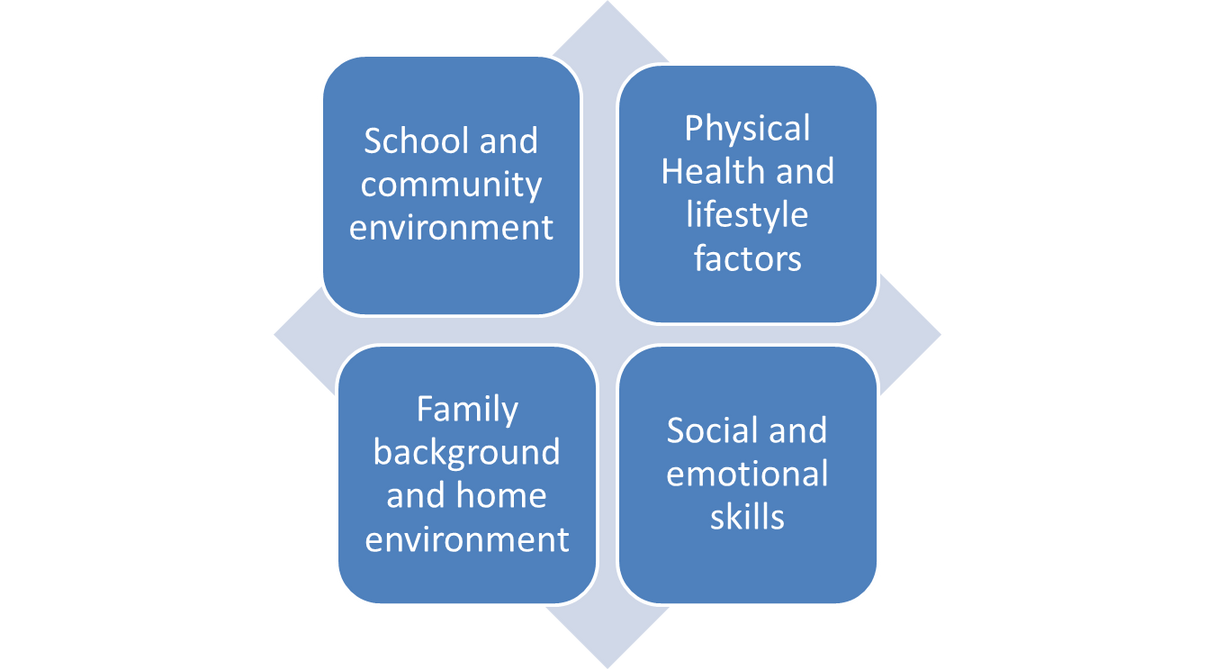 School and
community
environment
Physical
Health and
lifestyle
factors
Family
background
and home
environment
Social and
emotional
skills